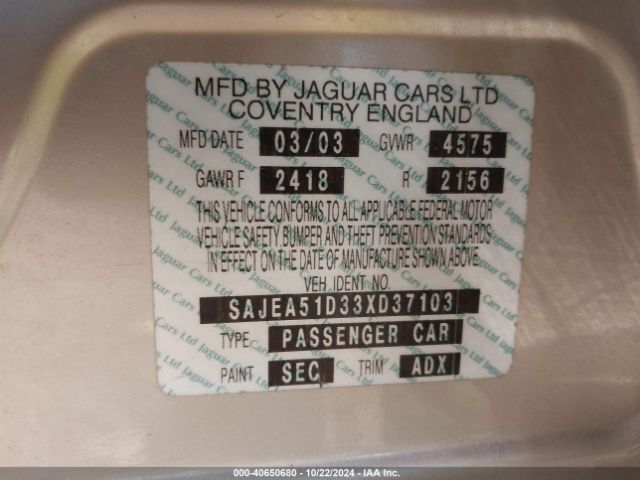 MFD BY JAGUAR CARS LTD
COVENTRY ENGLAND
MFD DATE 03/03 GVWR 4575
GAWR F 2418 R 2156
THIS VEHICLE CONFORMS TO ALL APPLICABLE FEDERAL MOTOR
VEHICLE SAFETY BUMPER AND THEFT PREVENTION STANDARDS
IN EFFECT ON THE DATE OF MANUFACTURE SHOWN ABOVE.
VEH. IDENT NO.
SAJEA51D33XD37103
TYPE PASSENGER CAR
PAINT SEC TRIM ADX
000-40650680 - 10/22/2024 - IAA Inc.